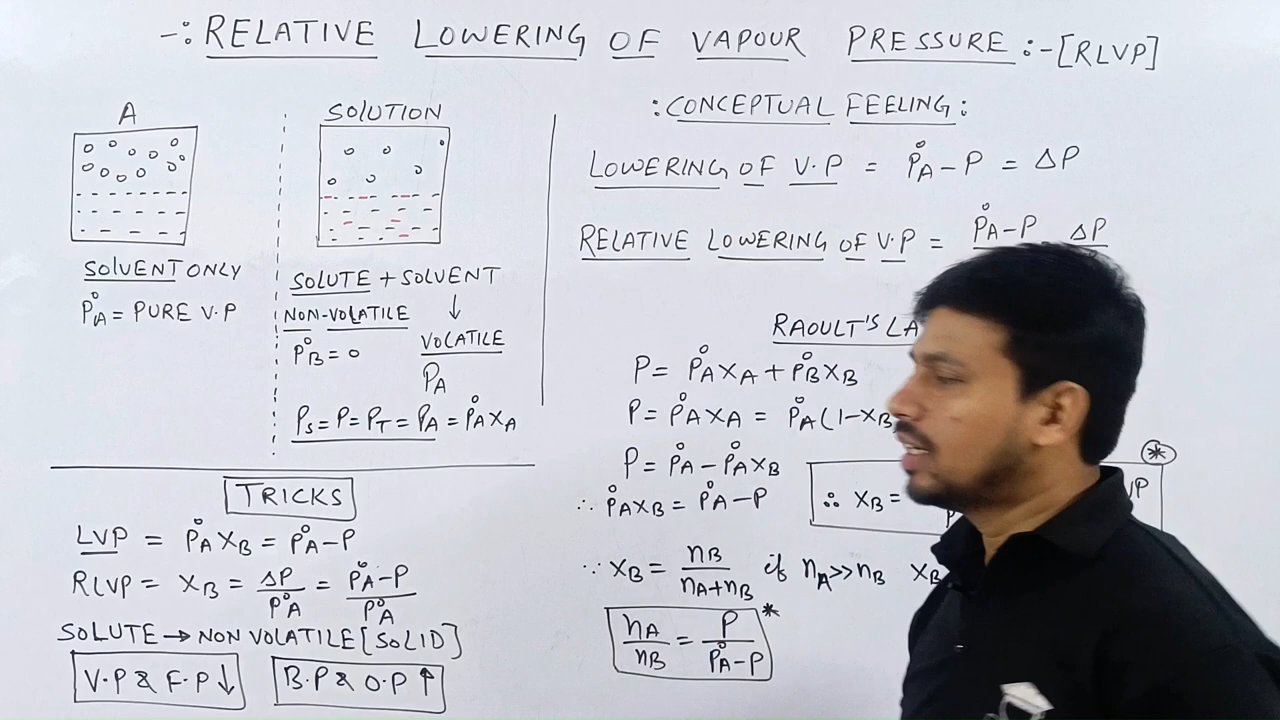 -: RELATIVE LOWERING OF VAPOUR PRESSURE :-[RLVP]
A
SOLVENT ONLY
P°A = PURE V.P
SOLUTION
SOLUTE + SOLVENT
NON-VOLATILE ↓
P°B = 0 VOLATILE
PA
Ps = P = PT = PA = P°A XA
: CONCEPTUAL FEELING :
LOWERING OF V.P = P°A - P = ΔP
RELATIVE LOWERING OF V.P = P°A - P ΔP
RAOULT'S LA
P = P°A XA + P°B XB
P = P°A XA = P°A (1 - XB
P = P°A - P°A XB
∴ P°A XB = P°A - P
∴ XB = P VP *
∵ XB = nB / nA + nB if nA >> nB XB
nA / nB = P / P°A - P *
TRICKS
LVP = P°A XB = P°A - P
RLVP = XB = ΔP / P°A = P°A - P / P°A
SOLUTE → NON VOLATILE [SOLID]
V.P & F.P ↓
B.P & O.P ↑